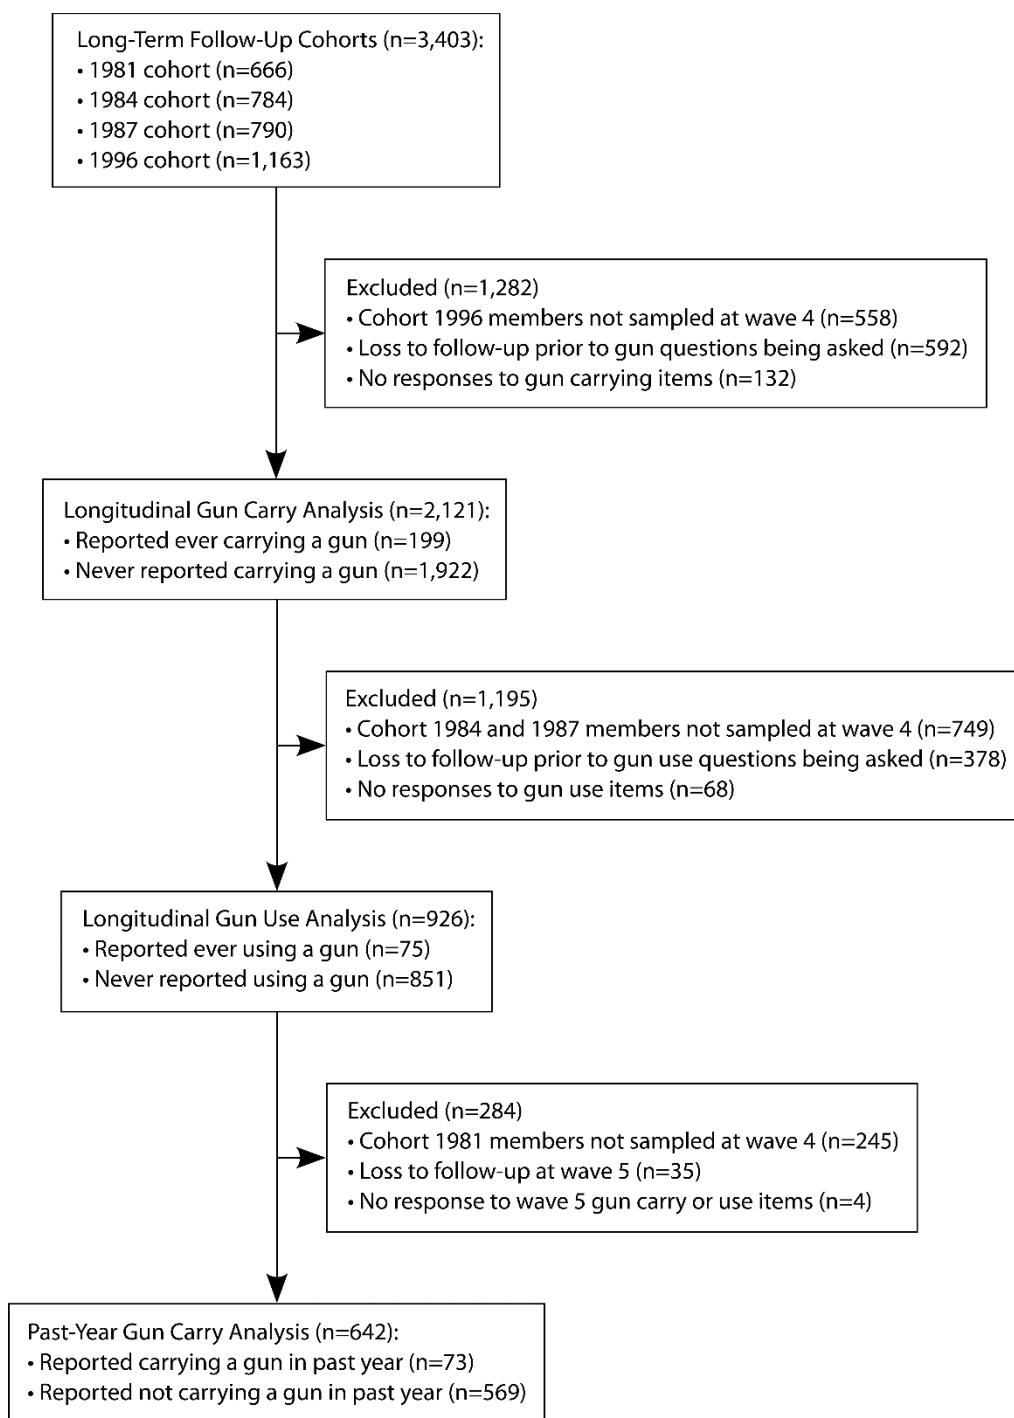 Long-Term Follow-Up Cohorts (n=3,403):
• 1981 cohort (n=666)
• 1984 cohort (n=784)
• 1987 cohort (n=790)
• 1996 cohort (n=1,163)
Excluded (n=1,282)
• Cohort 1996 members not sampled at wave 4 (n=558)
• Loss to follow-up prior to gun questions being asked (n=592)
• No responses to gun carrying items (n=132)
Longitudinal Gun Carry Analysis (n=2,121):
• Reported ever carrying a gun (n=199)
• Never reported carrying a gun (n=1,922)
Excluded (n=1,195)
• Cohort 1984 and 1987 members not sampled at wave 4 (n=749)
• Loss to follow-up prior to gun use questions being asked (n=378)
• No responses to gun use items (n=68)
Longitudinal Gun Use Analysis (n=926):
• Reported ever using a gun (n=75)
• Never reported using a gun (n=851)
Excluded (n=284)
• Cohort 1981 members not sampled at wave 4 (n=245)
• Loss to follow-up at wave 5 (n=35)
• No response to wave 5 gun carry or use items (n=4)
Past-Year Gun Carry Analysis (n=642):
• Reported carrying a gun in past year (n=73)
• Reported not carrying a gun in past year (n=569)